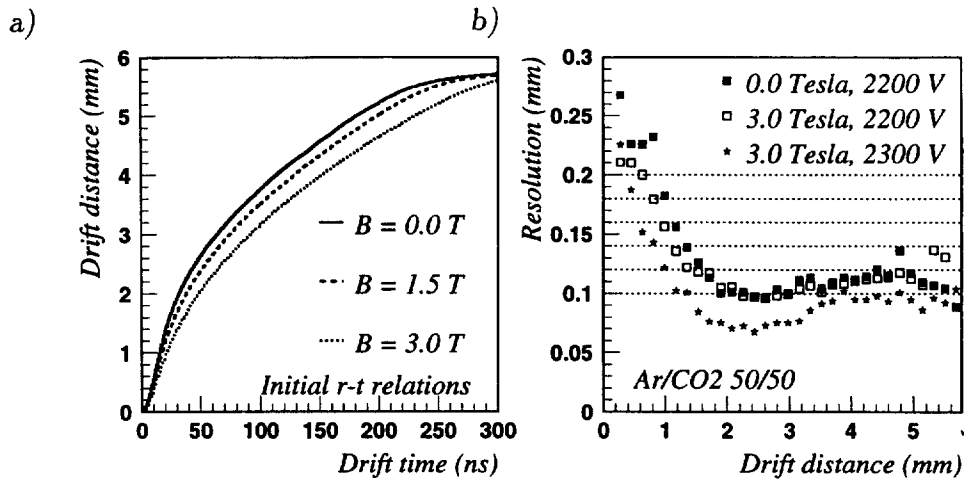 a)
Drift distance (mm)
6
5
4
3
2
1
0
B = 0.0 T
B = 1.5 T
B = 3.0 T
Initial r-t relations
0 50 100 150 200 250 300
Drift time (ns)
b)
Resolution (mm)
0.3
0.25
0.2
0.15
0.1
0.05
0
0.0 Tesla, 2200 V
3.0 Tesla, 2200 V
3.0 Tesla, 2300 V
Ar/CO2 50/50
0 1 2 3 4 5
Drift distance (mm)